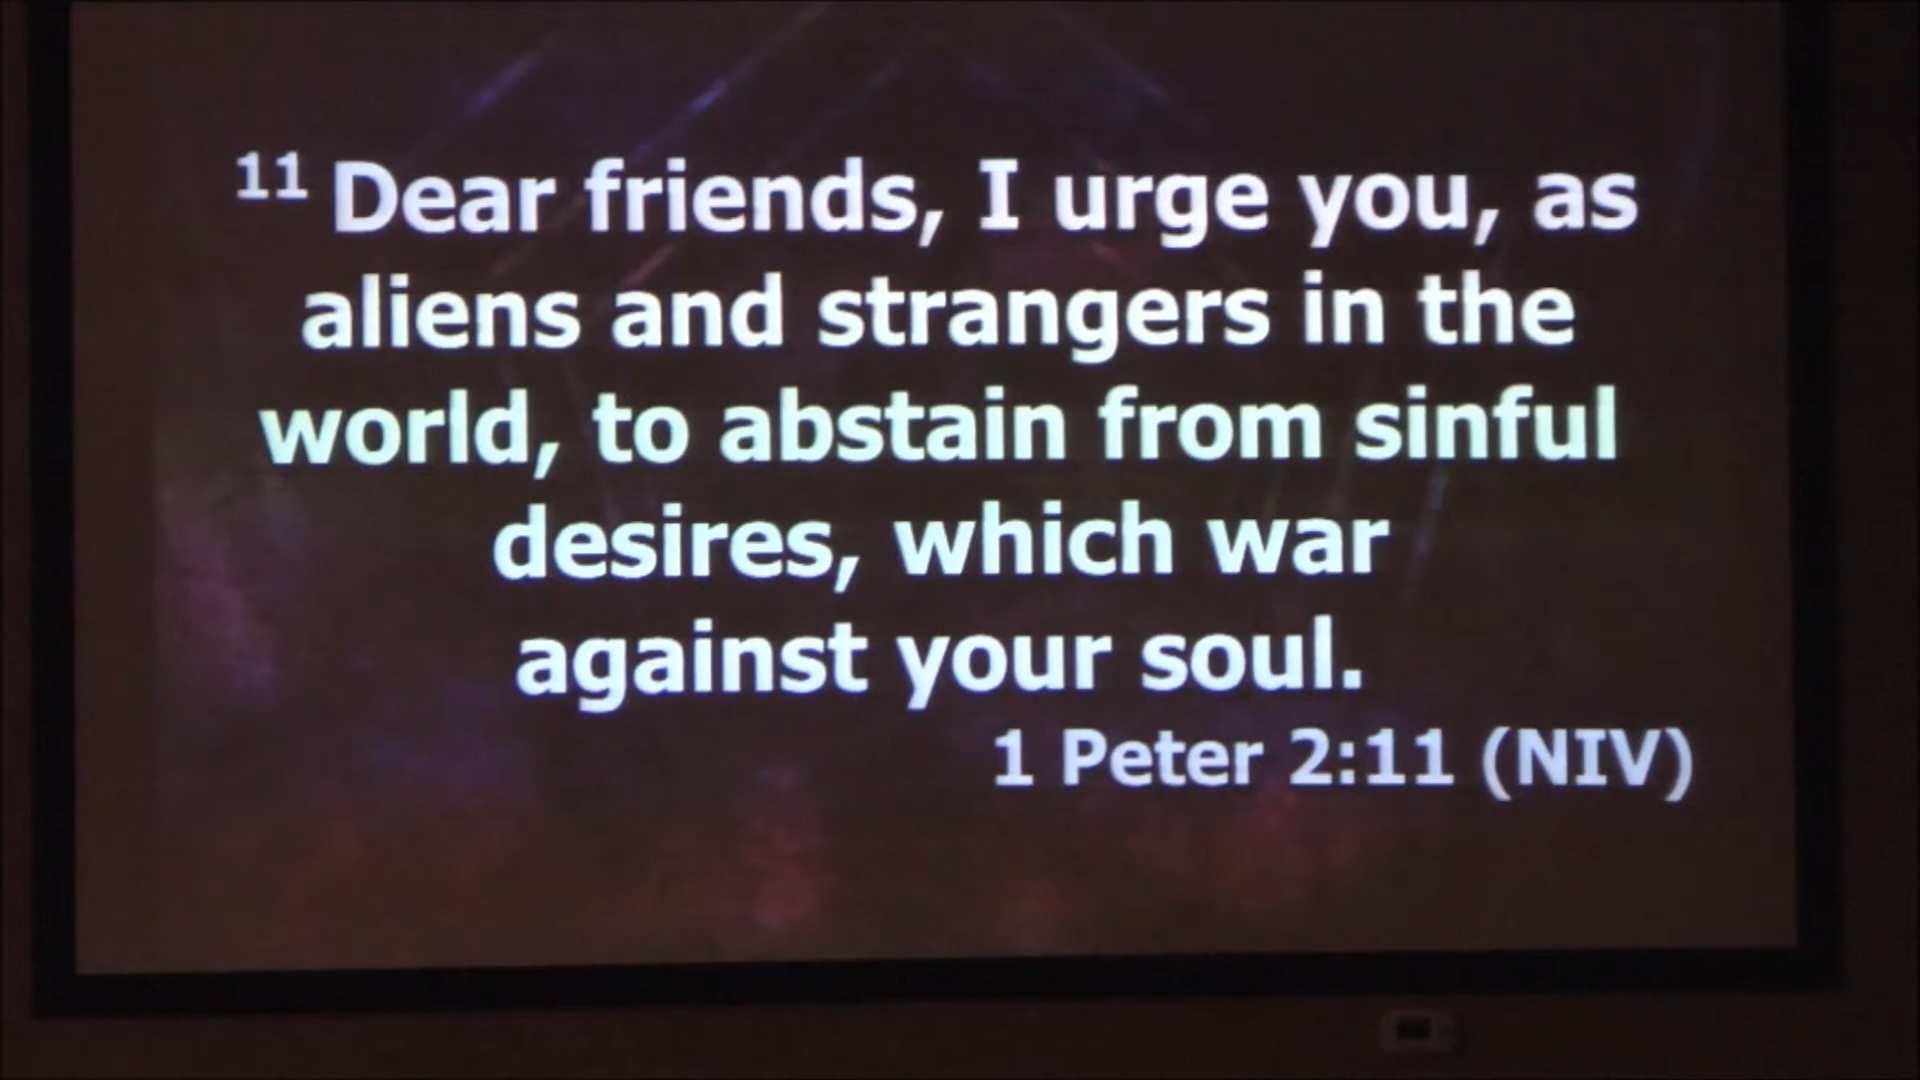 11 Dear friends, I urge you, as
aliens and strangers in the
world, to abstain from sinful
desires, which war
against your soul.
1 Peter 2:11 (NIV)